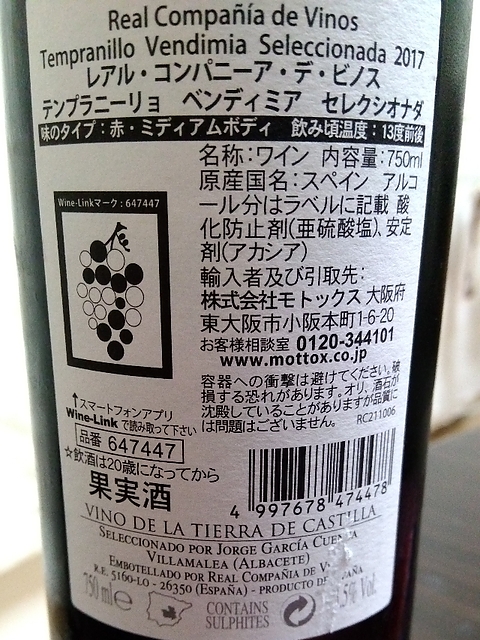 Real Compañía de Vinos
Tempranillo Vendimia Seleccionada 2017
レアル・コンパニーア・デ・ビノス
テンプラニーリョ ベンディミア セレクシオナダ
味のタイプ：赤・ミディアムボディ 飲み頃温度：13度前後
名称：ワイン 内容量：750ml
原産国名：スペイン アルコ
ール分はラベルに記載 酸
化防止剤(亜硫酸塩)、安定
剤(アカシア)
輸入者及び引取先：
株式会社モトックス 大阪府
東大阪市小阪本町1-6-20
お客様相談室 0120-344101
www.mottox.co.jp
Wine-Linkマーク：647447
容器への衝撃は避けてください。破
損する恐れがあります。オリ、酒石が
沈殿していることがありますが品質に
は問題はございません。 RC211006
↑スマートフォンアプリ
Wine-Link で読み取って下さい
品番 647447
☆飲酒は20歳になってから
果実酒
4 997678 474478
VINO DE LA TIERRA DE CASTILLA
SELECCIONADO POR JORGE GARCÍA CUENCA
VILLAMALEA (ALBACETE)
EMBOTELLADO POR REAL COMPAÑÍA DE
R.E. 5160-LO - 26350 (ESPAÑA) - PRODUCTO DE ESPAÑA
750 ml e
CONTAINS
SULPHITES
5% Vol.